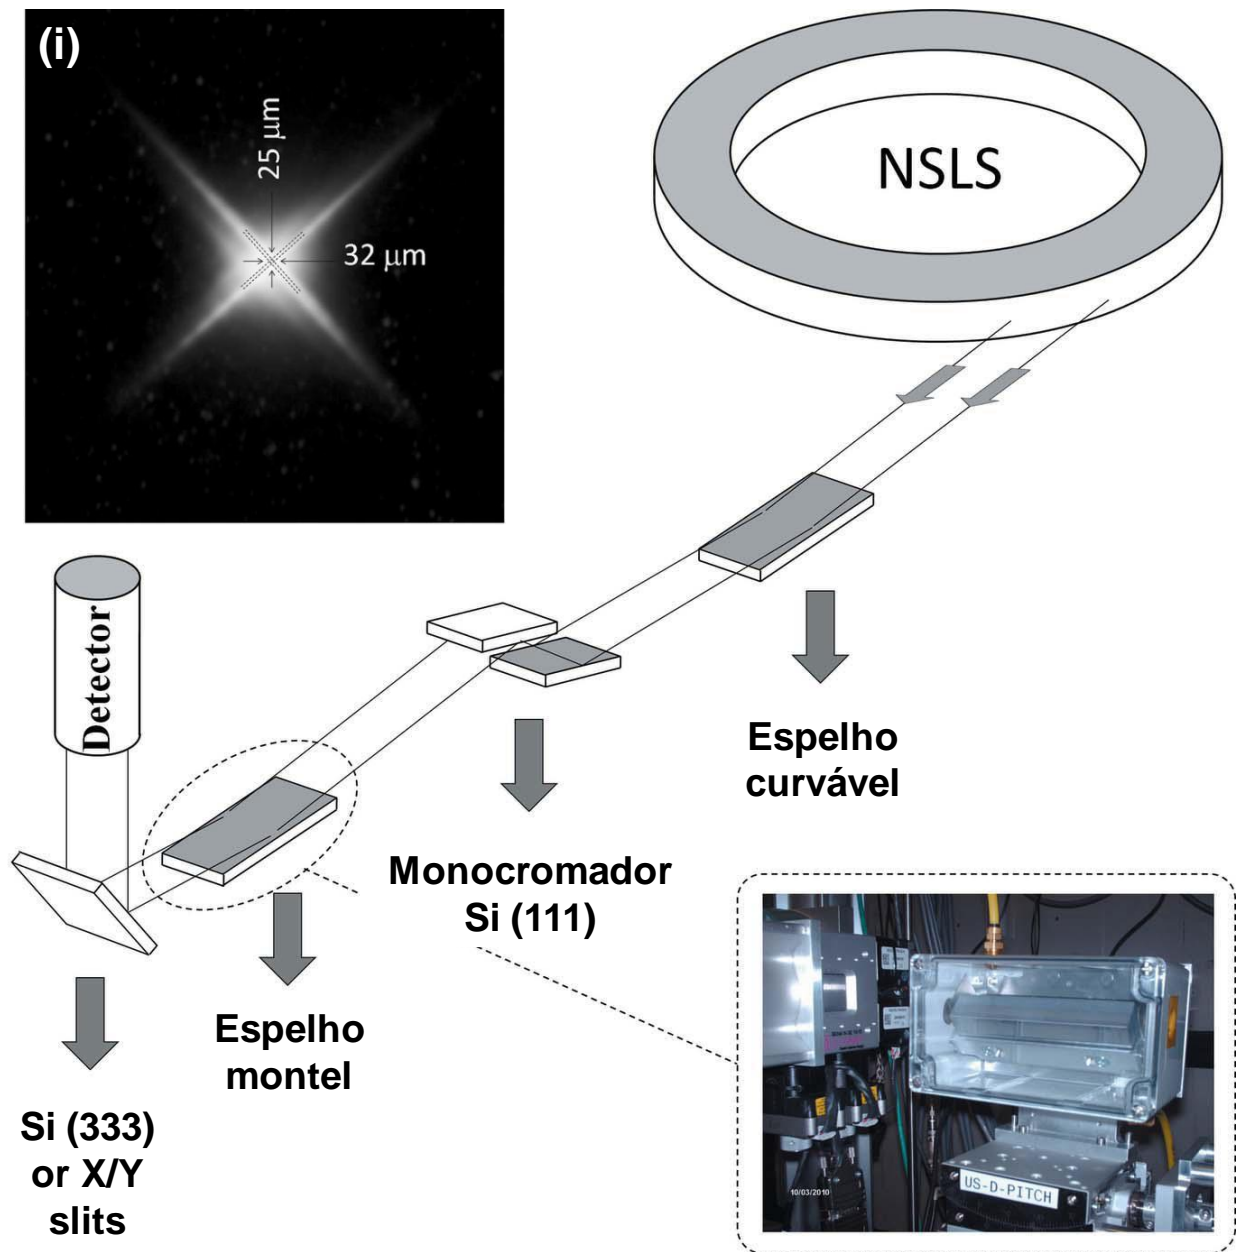 (i)
25 μm
32 μm
NSLS
Detector
Espelho
curvável
Monocromador
Si (111)
Espelho
montel
Si (333)
or X/Y
slits
US-D-PITCH
10/03/2010